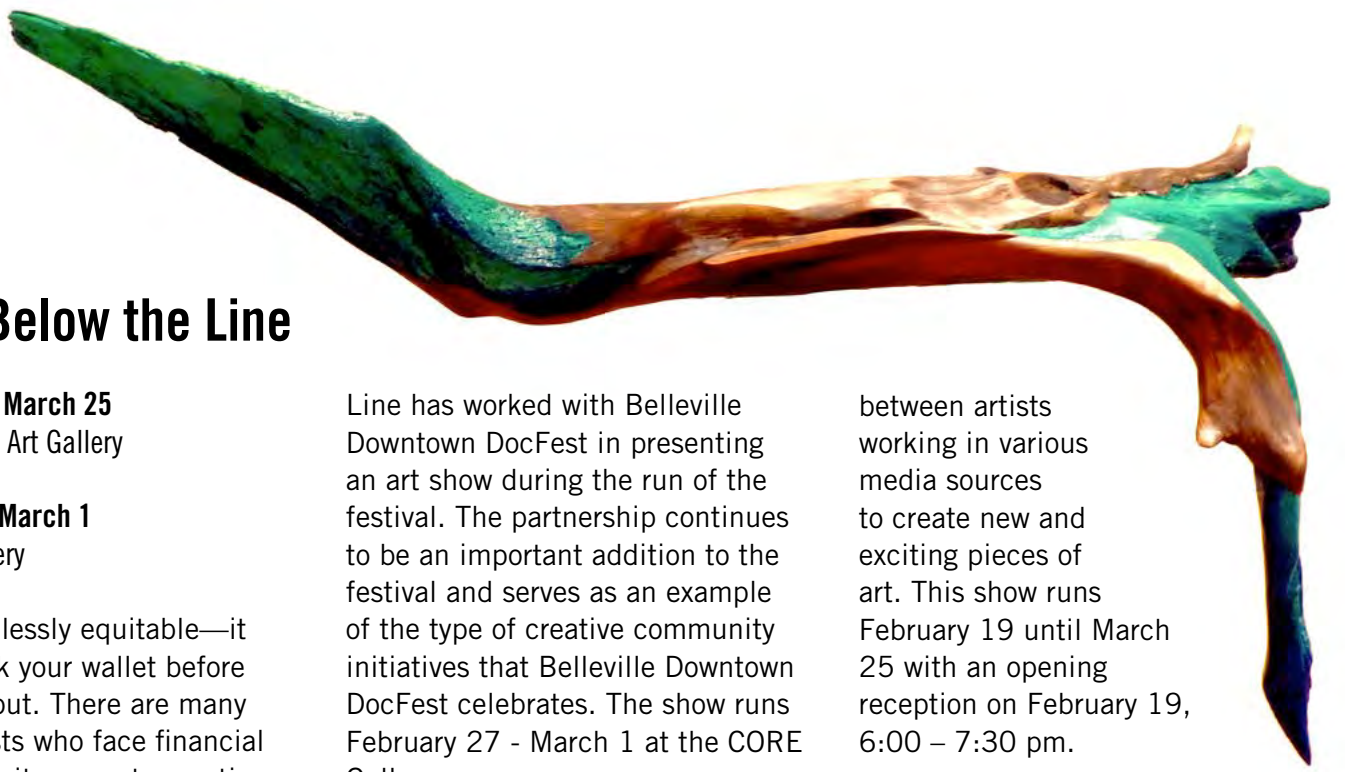 Below the Line
March 25
Art Gallery
March 1
lessly equitable—it
your wallet before
out. There are many
who face financial
Line has worked with Belleville
Downtown DocFest in presenting
an art show during the run of the
festival. The partnership continues
to be an important addition to the
festival and serves as an example
of the type of creative community
initiatives that Belleville Downtown
DocFest celebrates. The show runs
February 27 - March 1 at the CORE
between artists
working in various
media sources
to create new and
exciting pieces of
art. This show runs
February 19 until March
25 with an opening
reception on February 19,
6:00 – 7:30 pm.